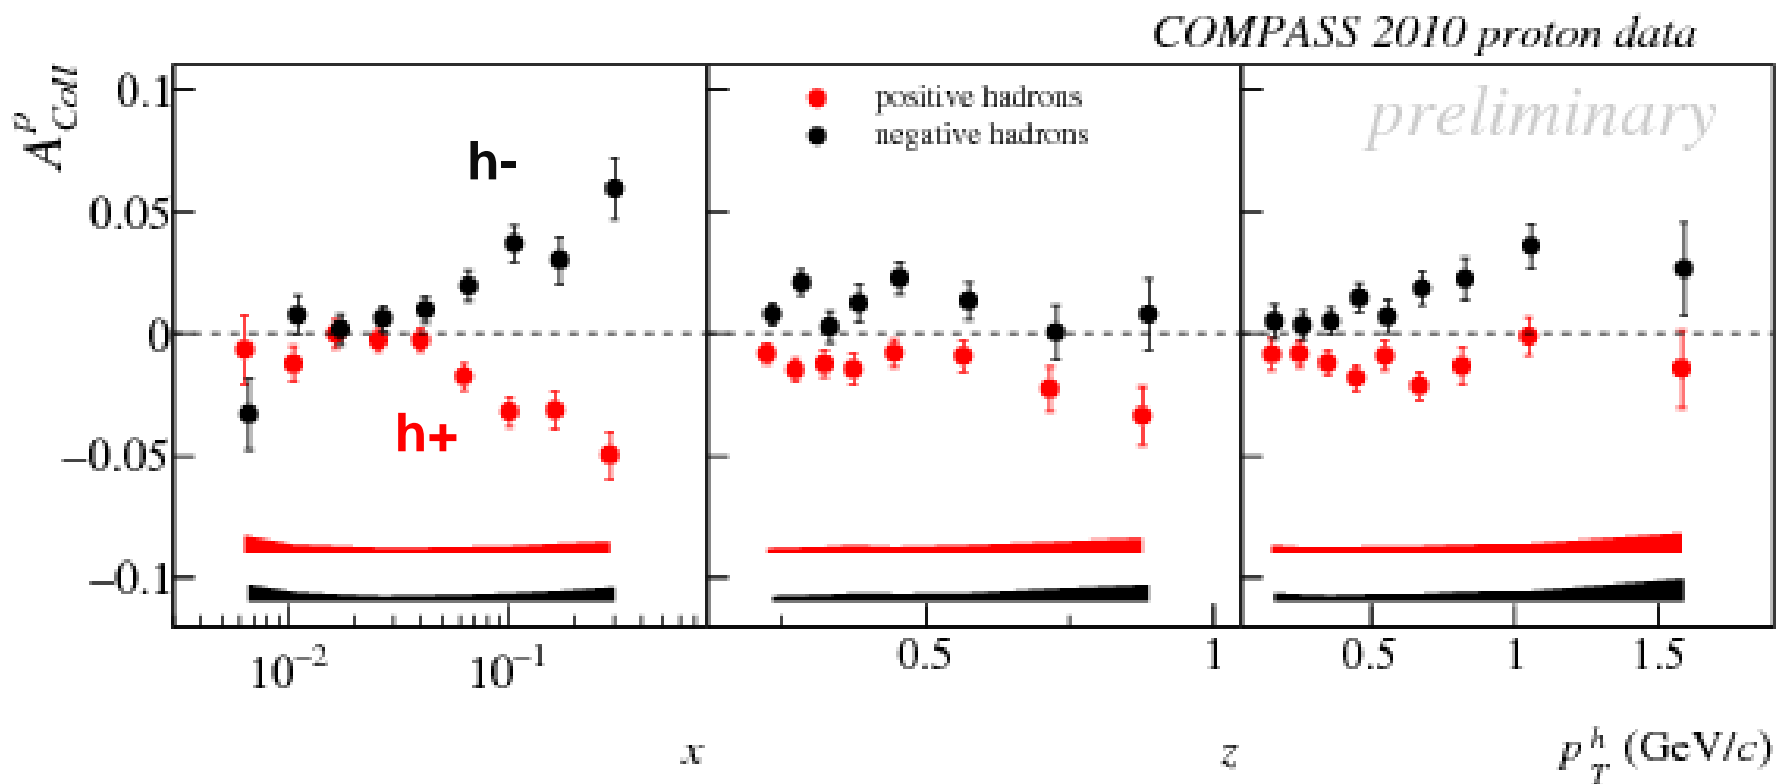 COMPASS 2010 proton data
A^p_Coll
0.1
0.05
0
−0.05
−0.1
h-
h+
positive hadrons
negative hadrons
preliminary
10^−2 10^−1
0.5 1
0.5 1 1.5
x
z
p_T^h (GeV/c)